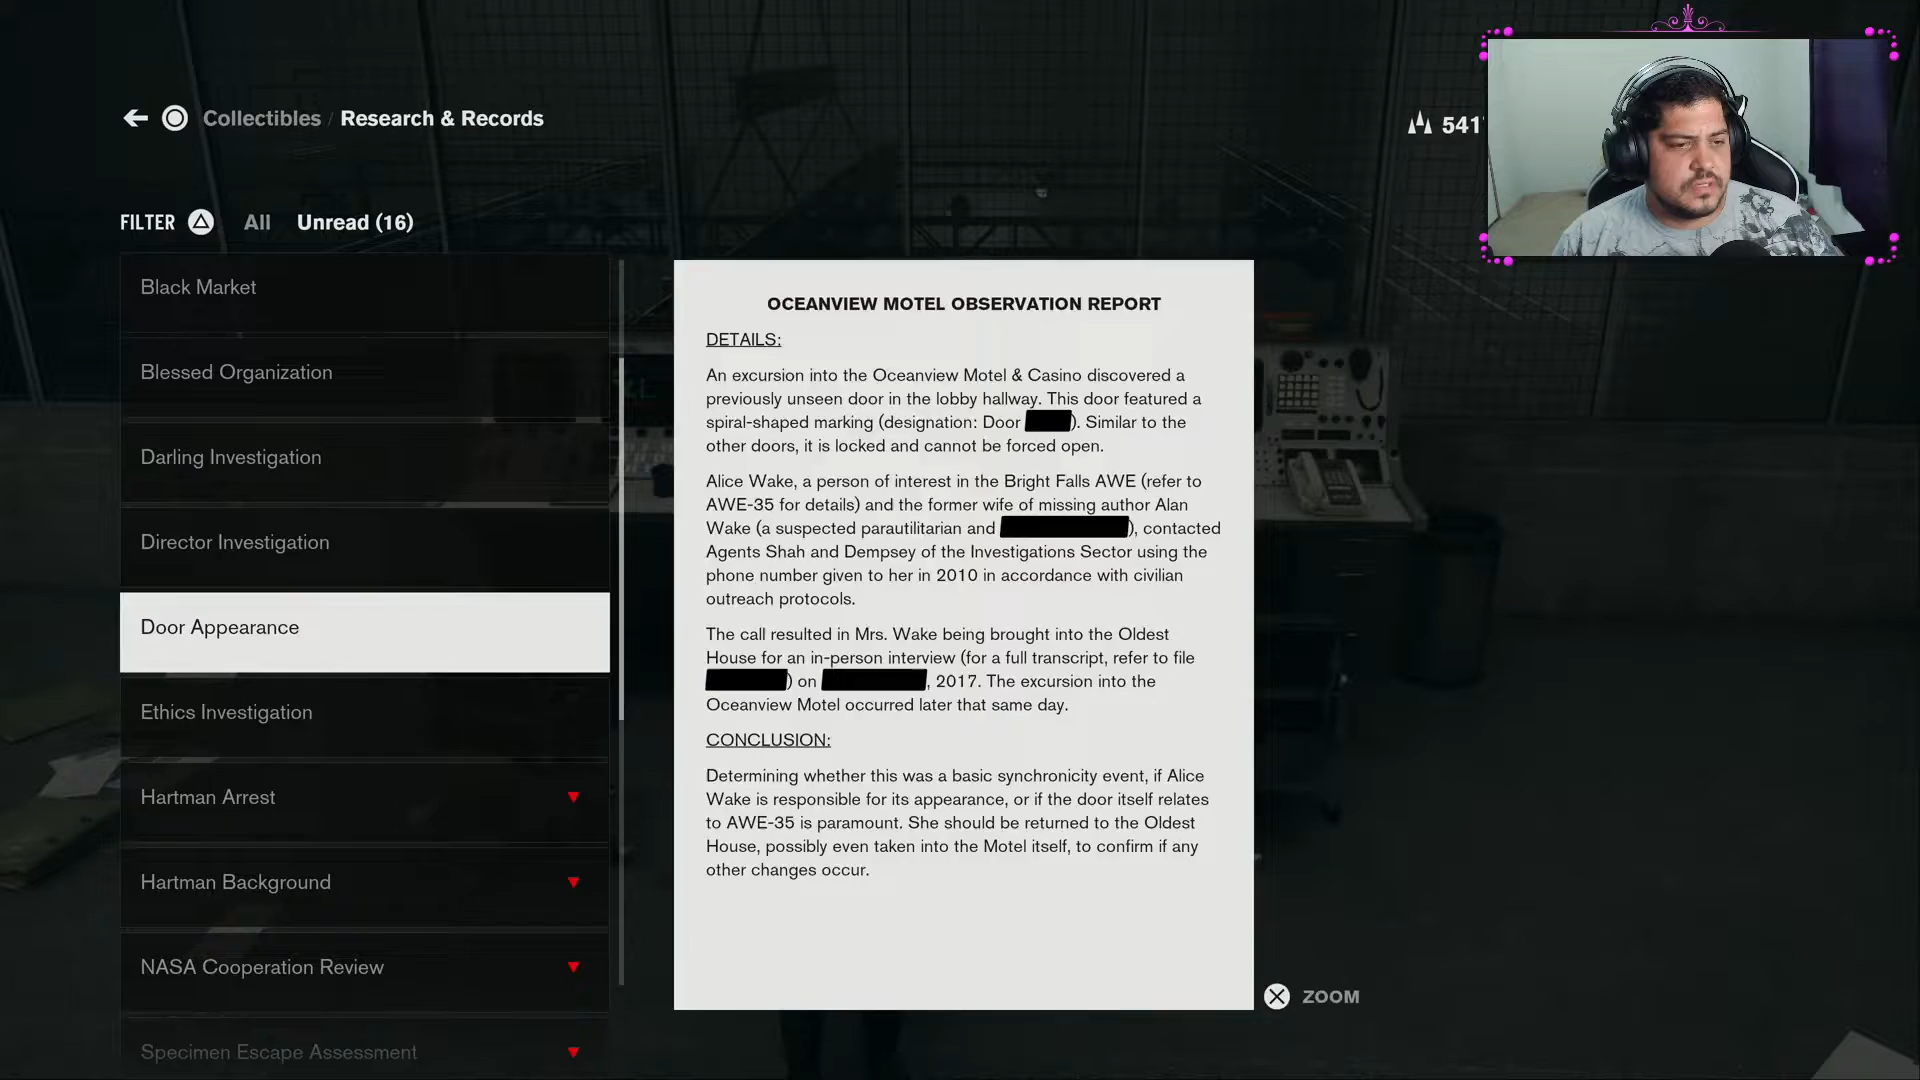 Collectibles / Research & Records
541
FILTER All Unread (16)
Black Market
Blessed Organization
Darling Investigation
Director Investigation
Door Appearance
Ethics Investigation
Hartman Arrest
Hartman Background
NASA Cooperation Review
Specimen Escape Assessment
OCEANVIEW MOTEL OBSERVATION REPORT
DETAILS:
An excursion into the Oceanview Motel & Casino discovered a
previously unseen door in the lobby hallway. This door featured a
spiral-shaped marking (designation: Door ). Similar to the
other doors, it is locked and cannot be forced open.
Alice Wake, a person of interest in the Bright Falls AWE (refer to
AWE-35 for details) and the former wife of missing author Alan
Wake (a suspected parautilitarian and ), contacted
Agents Shah and Dempsey of the Investigations Sector using the
phone number given to her in 2010 in accordance with civilian
outreach protocols.
The call resulted in Mrs. Wake being brought into the Oldest
House for an in-person interview (for a full transcript, refer to file
) on , 2017. The excursion into the
Oceanview Motel occurred later that same day.
CONCLUSION:
Determining whether this was a basic synchronicity event, if Alice
Wake is responsible for its appearance, or if the door itself relates
to AWE-35 is paramount. She should be returned to the Oldest
House, possibly even taken into the Motel itself, to confirm if any
other changes occur.
ZOOM